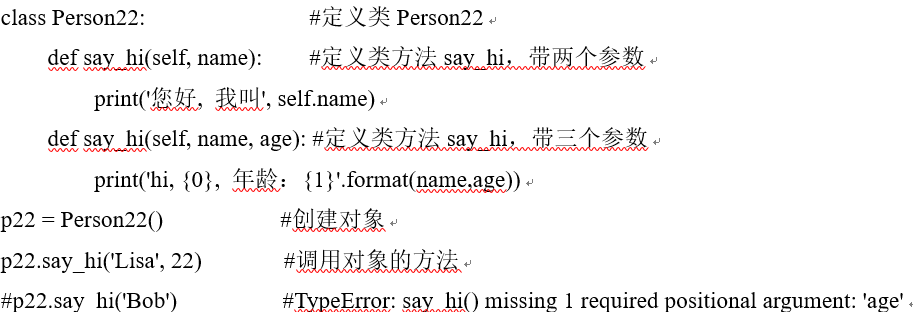 class Person22: #定义类 Person22
def say_hi(self, name): #定义类方法 say_hi，带两个参数
print('您好, 我叫', self.name)
def say_hi(self, name, age): #定义类方法 say_hi，带三个参数
print('hi, {0}, 年龄：{1}'.format(name,age))
p22 = Person22() #创建对象
p22.say_hi('Lisa', 22) #调用对象的方法
#p22.say_hi('Bob') #TypeError: say_hi() missing 1 required positional argument: 'age'